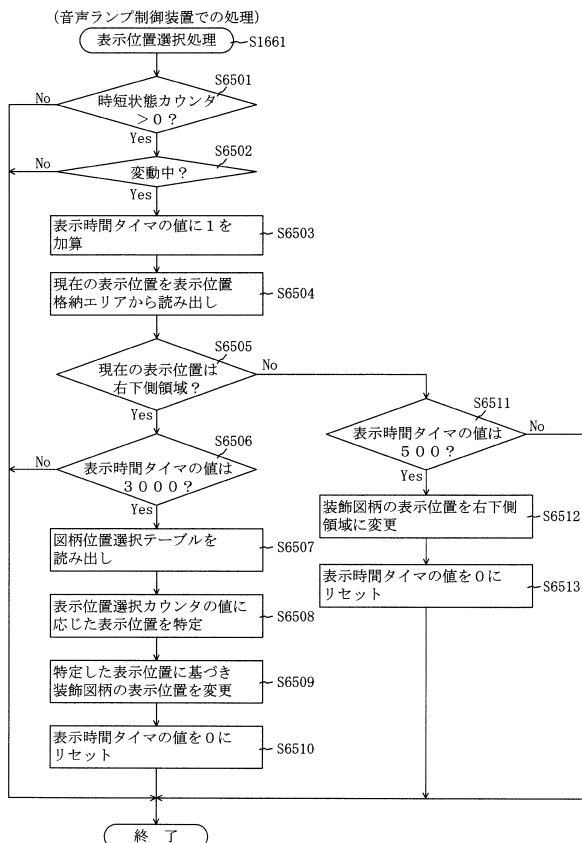 (音声ランプ制御装置での処理)
表示位置選択処理
S1661
S6501
No
時短状態カウンタ
>0?
Yes
S6502
No
変動中?
Yes
表示時間タイマの値に1を
加算
S6503
現在の表示位置を表示位置
格納エリアから読み出し
S6504
S6505
現在の表示位置は
右下側領域?
No
Yes
S6506
No
表示時間タイマの値は
3000?
Yes
図柄位置選択テーブルを
読み出し
S6507
表示位置選択カウンタの値に
応じた表示位置を特定
S6508
特定した表示位置に基づき
装飾図柄の表示位置を変更
S6509
表示時間タイマの値を0に
リセット
S6510
S6511
No
表示時間タイマの値は
500?
Yes
装飾図柄の表示位置を右下側
領域に変更
S6512
表示時間タイマの値を0に
リセット
S6513
終了